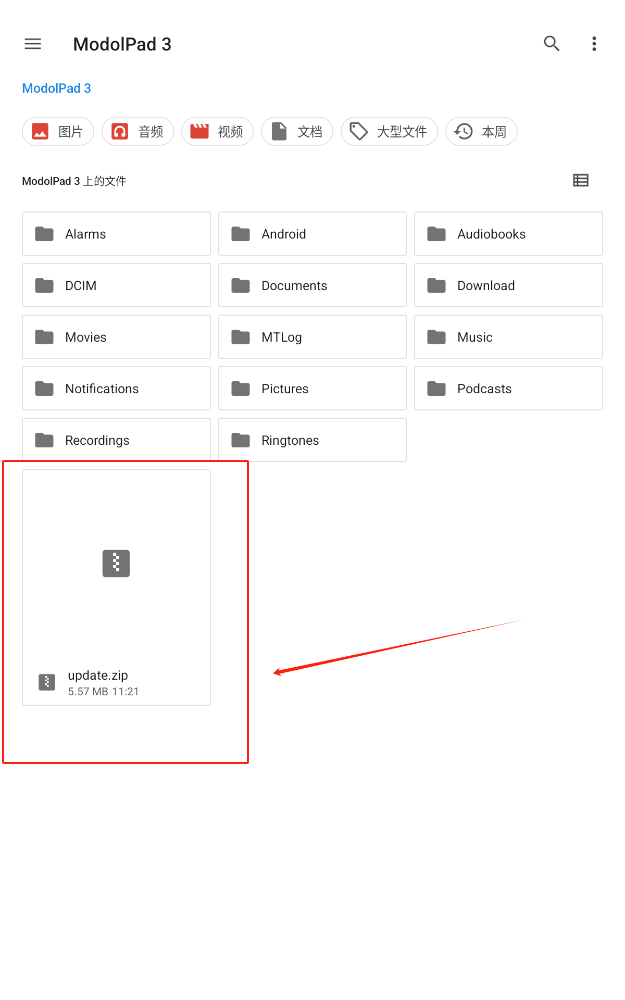 ModolPad 3
ModolPad 3
图片 音频 视频 文档 大型文件 本周
ModolPad 3 上的文件
Alarms Android Audiobooks
DCIM Documents Download
Movies MTLog Music
Notifications Pictures Podcasts
Recordings Ringtones
update.zip
5.57 MB 11:21